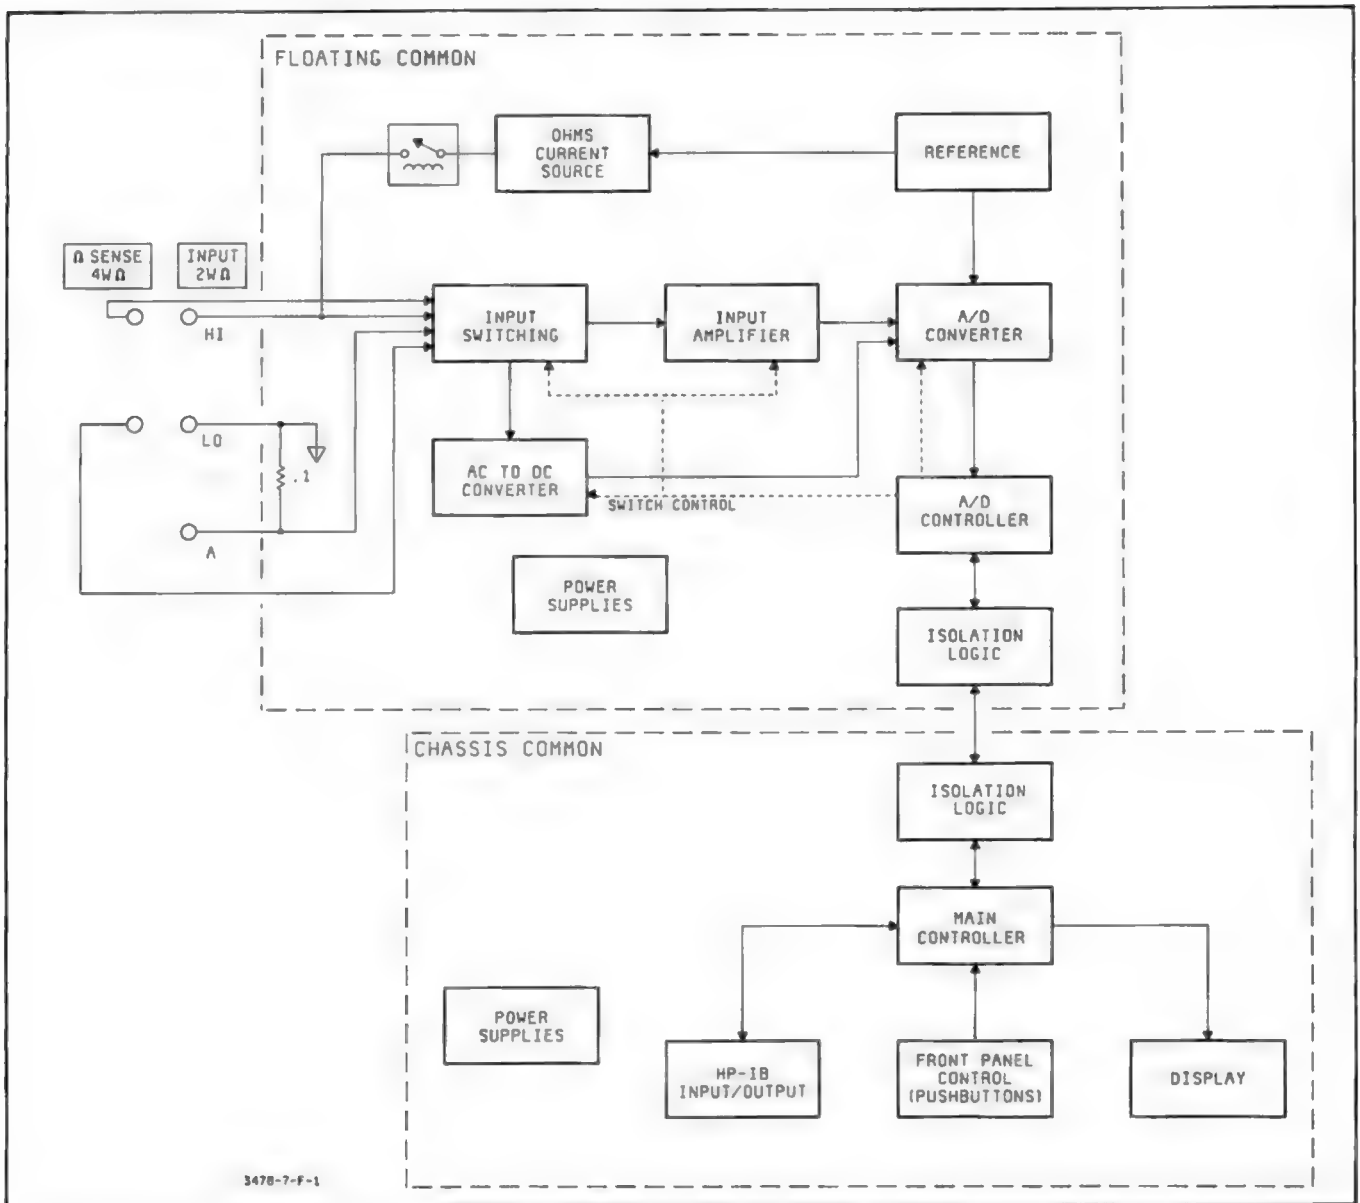 FLOATING COMMON
OHMS
CURRENT
SOURCE
REFERENCE
Ω SENSE
4WΩ
INPUT
2WΩ
HI
INPUT
SWITCHING
INPUT
AMPLIFIER
A/D
CONVERTER
LO
.1
A
AC TO DC
CONVERTER
SWITCH CONTROL
A/D
CONTROLLER
POWER
SUPPLIES
ISOLATION
LOGIC
CHASSIS COMMON
ISOLATION
LOGIC
MAIN
CONTROLLER
POWER
SUPPLIES
HP-IB
INPUT/OUTPUT
FRONT PANEL
CONTROL
(PUSHBUTTONS)
DISPLAY
3478-7-F-1